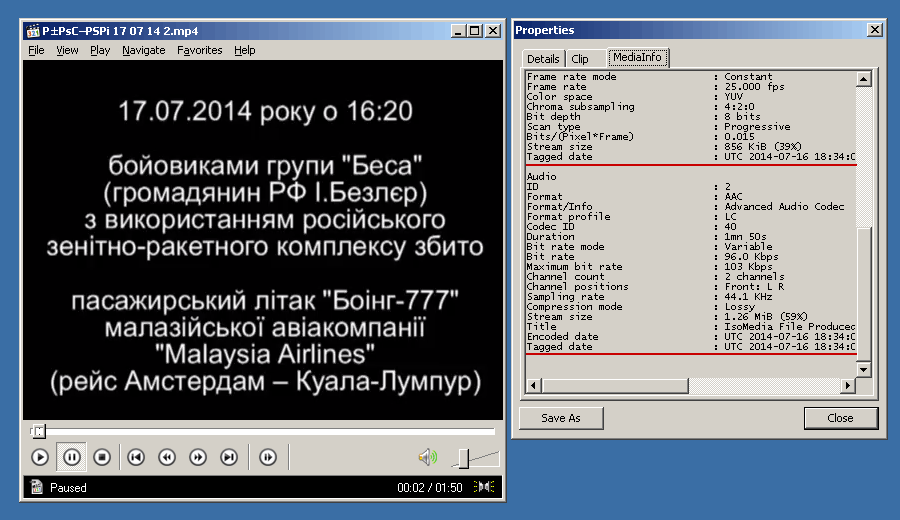 P±PsC–PSPi 17 07 14 2.mp4
File View Play Navigate Favorites Help
17.07.2014 року о 16:20
бойовиками групи "Беса"
(громадянин РФ І.Безлєр)
з використанням російського
зенітно-ракетного комплексу збито
пасажирський літак "Боінг-777"
малазійської авіакомпанії
"Malaysia Airlines"
(рейс Амстердам – Куала-Лумпур)
Paused
00:02 / 01:50
Properties
Details Clip MediaInfo
Frame rate mode : Constant
Frame rate : 25.000 fps
Color space : YUV
Chroma subsampling : 4:2:0
Bit depth : 8 bits
Scan type : Progressive
Bits/(Pixel*Frame) : 0.015
Stream size : 856 KiB (39%)
Tagged date : UTC 2014-07-16 18:34:0
Audio
ID : 2
Format : AAC
Format/Info : Advanced Audio Codec
Format profile : LC
Codec ID : 40
Duration : 1mn 50s
Bit rate mode : Variable
Bit rate : 96.0 Kbps
Maximum bit rate : 103 Kbps
Channel count : 2 channels
Channel positions : Front: L R
Sampling rate : 44.1 KHz
Compression mode : Lossy
Stream size : 1.26 MiB (59%)
Title : IsoMedia File Produced
Encoded date : UTC 2014-07-16 18:34:0
Tagged date : UTC 2014-07-16 18:34:0
Save As
Close